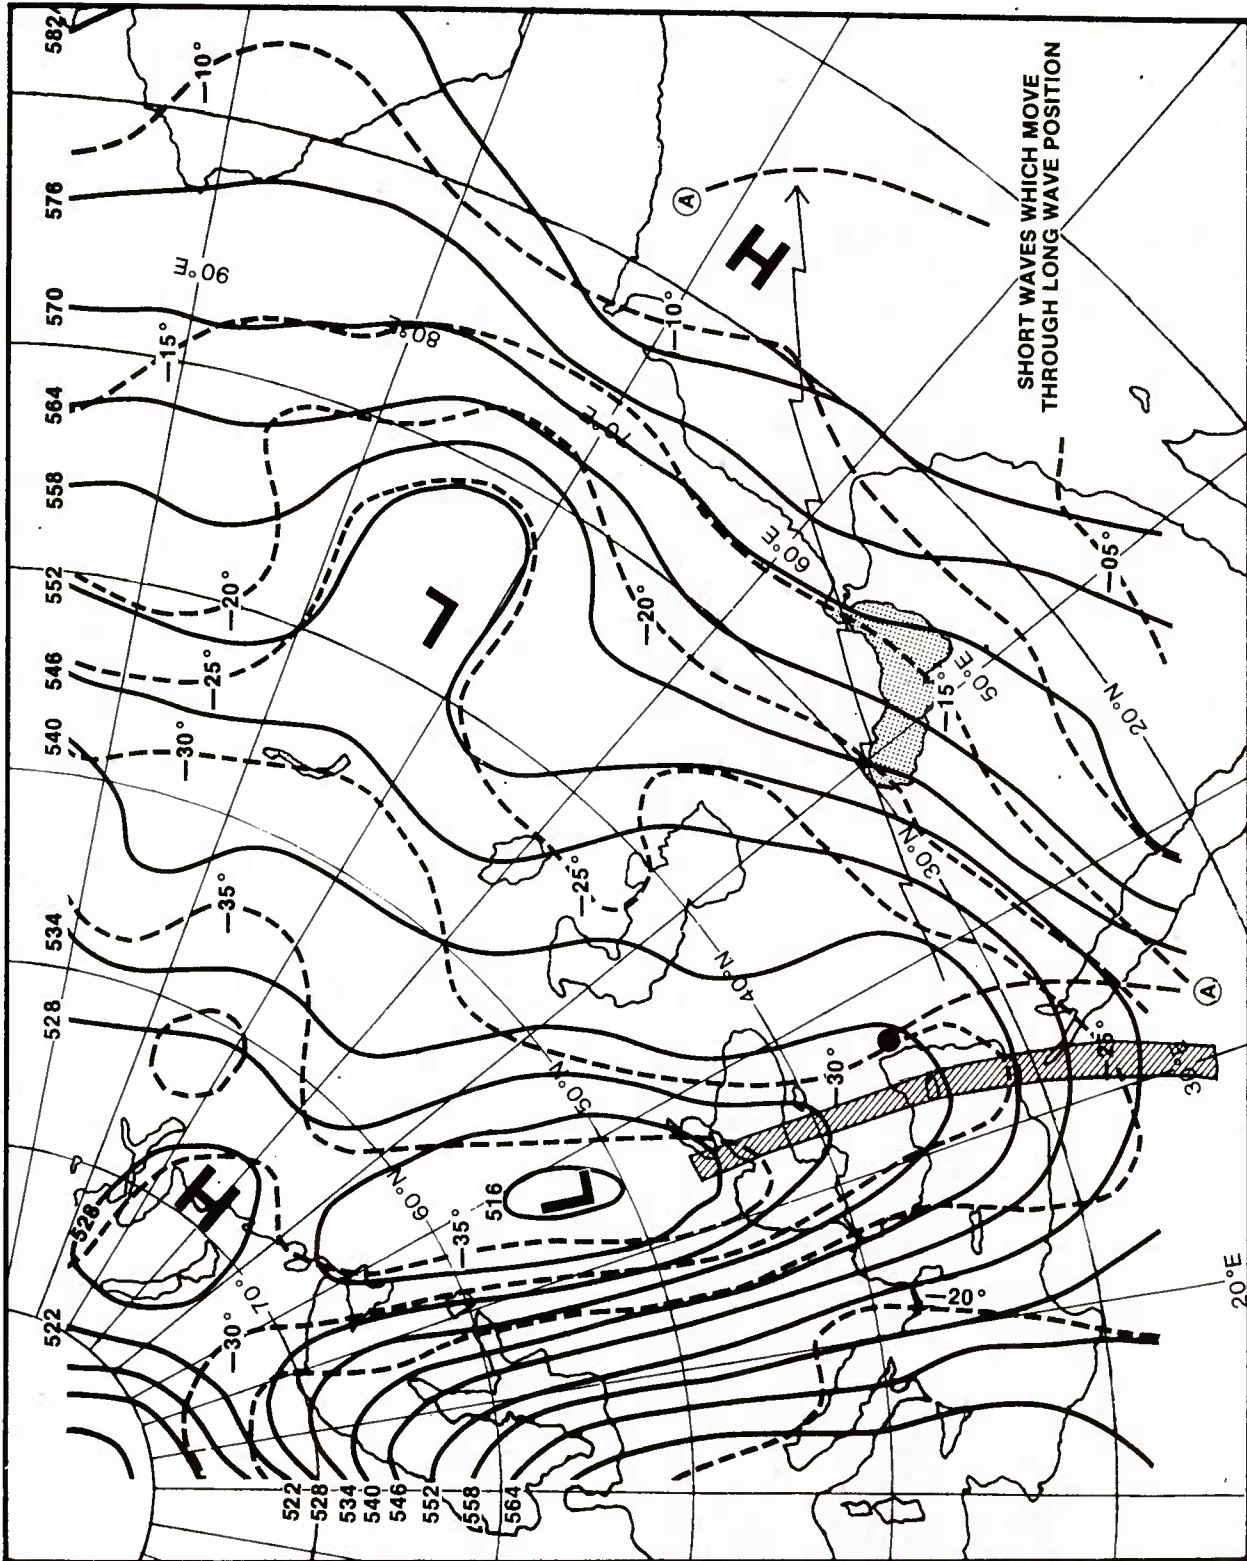 522
528
528
534
540
546
552
558
564
570
576
582
522
528
534
540
546
552
558
564
516
H
L
L
H
70°
60°N
50°N
40°N
30°N
20°N
20°E
50°E
60°E
70°E
80°E
90°E
-30°
-35°
-35°
-30°
-25°
-20°
-15°
-10°
-30°
-25°
-20°
-25°
-20°
-15°
-10°
-05°
A
A
SHORT WAVES WHICH MOVE
THROUGH LONG WAVE POSITION